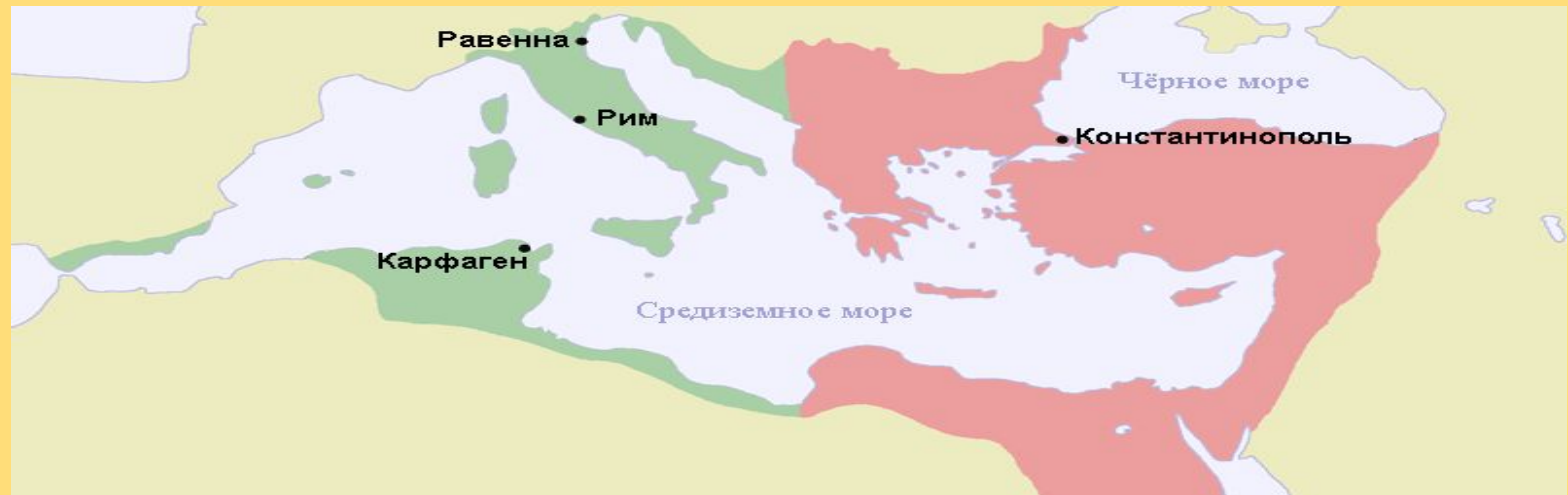 Равенна
Чёрное море
Рим
Константинополь
Карфаген
Средиземное море